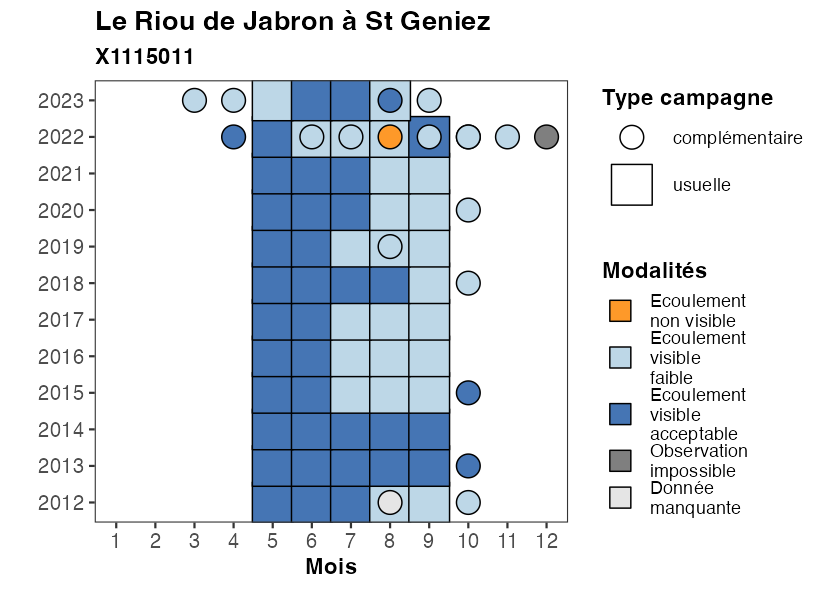 Le Riou de Jabron à St Geniez
X1115011
2023
2022
2021
2020
2019
2018
2017
2016
2015
2014
2013
2012
1 2 3 4 5 6 7 8 9 10 11 12
Mois
Type campagne
complémentaire
usuelle
Modalités
Ecoulement
non visible
Ecoulement
visible
faible
Ecoulement
visible
acceptable
Observation
impossible
Donnée
manquante